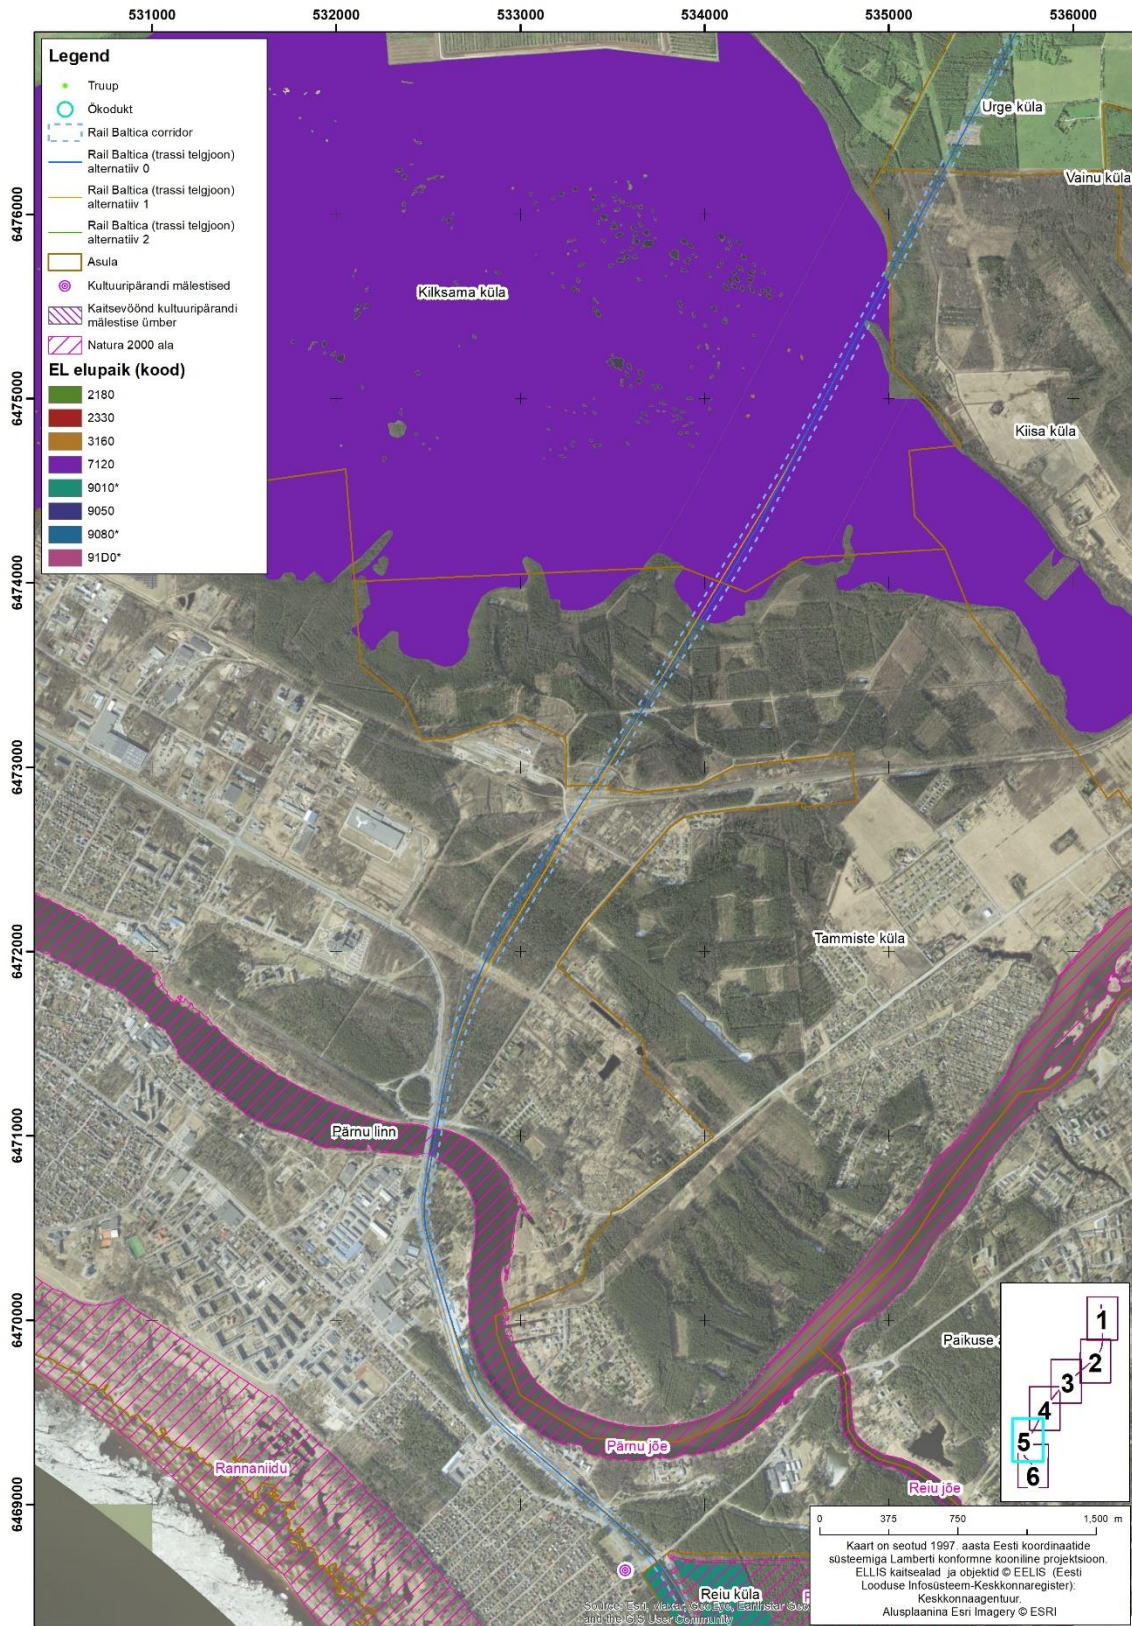 531000 532000 533000 534000 535000 536000
Legend
Truup
Ökodukt
Rail Baltica corridor
Rail Baltica (trassi telgjoon)
alternatiiv 0
Rail Baltica (trassi telgjoon)
alternatiiv 1
Rail Baltica (trassi telgjoon)
alternatiiv 2
Asula
Kultuuripärandi mälestised
Kaitsevöönd kultuuripärandi
mälestise ümber
Natura 2000 ala
EL elupaik (kood)
2180
2330
3160
7120
9010*
9050
9080*
91D0*
6476000
6475000
6474000
6473000
6472000
6471000
6470000
6469000
Urge küla
Vainu küla
Kilksama küla
Kiisa küla
Tammiste küla
Pärnu linn
Paikuse
Pärnu jõe
Rannaniidu
Reiu jõe
Reiu küla
1
2
3
4
5
6
0 375 750 1,500 m
Kaart on seotud 1997. aasta Eesti koordinaatide
süsteemiga Lamberti konformne kooniline projektsioon.
ELLIS kaitsealad ja objektid © EELIS (Eesti
Looduse Infosüsteem-Keskkonnaregister):
Keskkonnaagentuur.
Alusplaanina Esri Imagery © ESRI
Source: Esri, Maxar, GeoEye, Earthstar Geo
and the GIS User Community